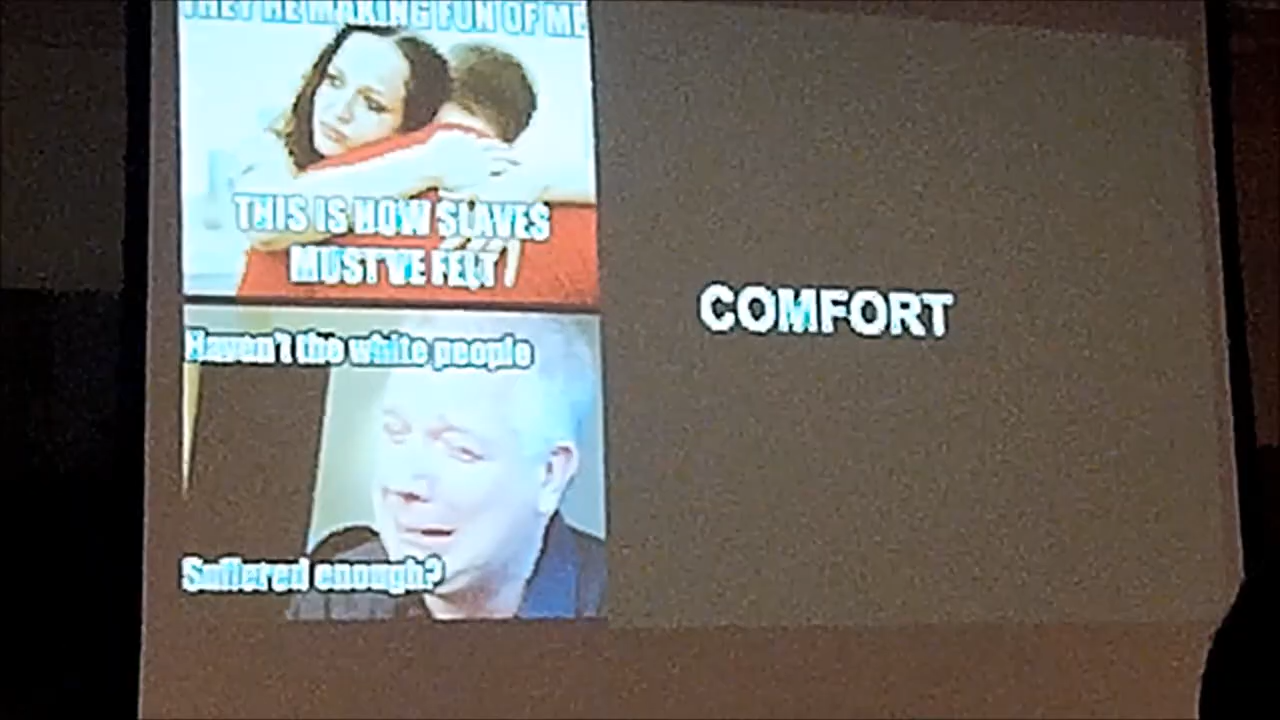 THEY'RE MAKING FUN OF ME
THIS IS HOW SLAVES
MUST'VE FELT
Haven't the white people
Suffered enough?
COMFORT